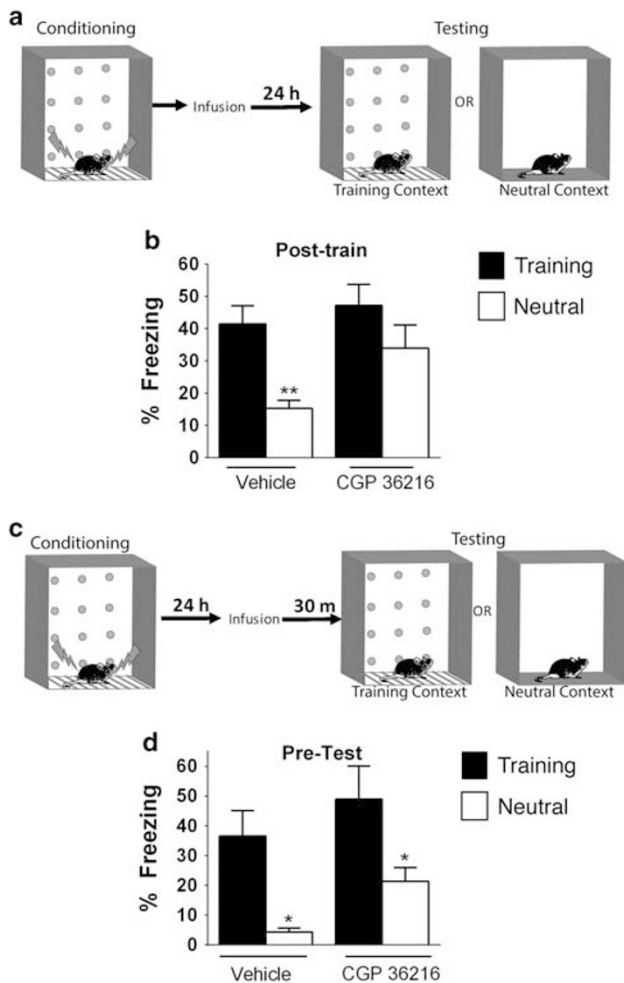 a
Conditioning
Testing
Infusion
24 h
OR
Training Context
Neutral Context
b
Post-train
% Freezing
60
50
40
30
20
10
0
**
Vehicle
CGP 36216
Training
Neutral
c
Conditioning
Testing
24 h
Infusion
30 m
OR
Training Context
Neutral Context
d
Pre-Test
% Freezing
60
50
40
30
20
10
0
*
*
Vehicle
CGP 36216
Training
Neutral